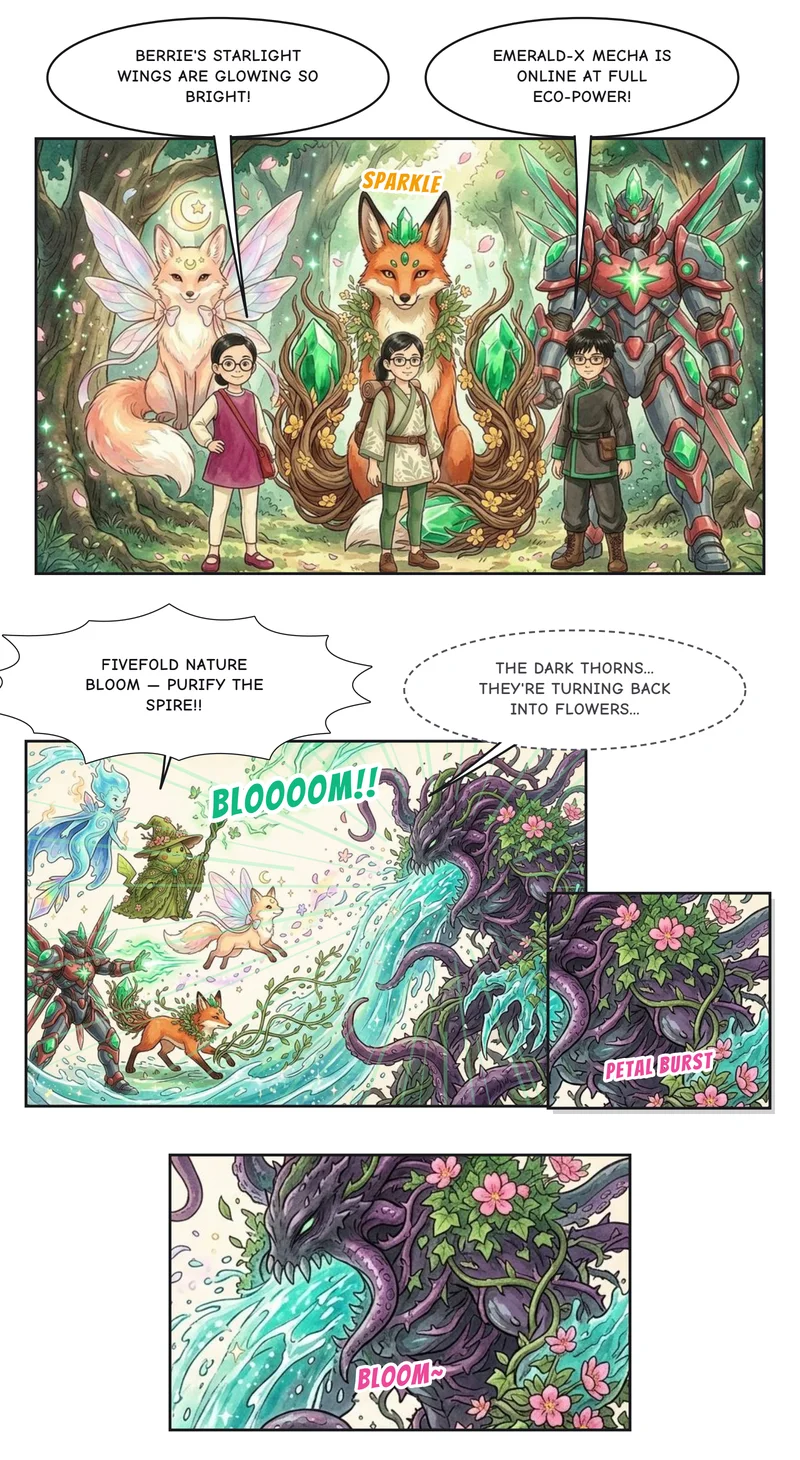 BERRIE'S STARLIGHT
WINGS ARE GLOWING SO
BRIGHT!
EMERALD-X MECHA IS
ONLINE AT FULL
ECO-POWER!
SPARKLE
FIVEFOLD NATURE
BLOOM — PURIFY THE
SPIRE!!
THE DARK THORNS...
THEY'RE TURNING BACK
INTO FLOWERS...
BLOOOOM!!
PETAL BURST
BLOOM~